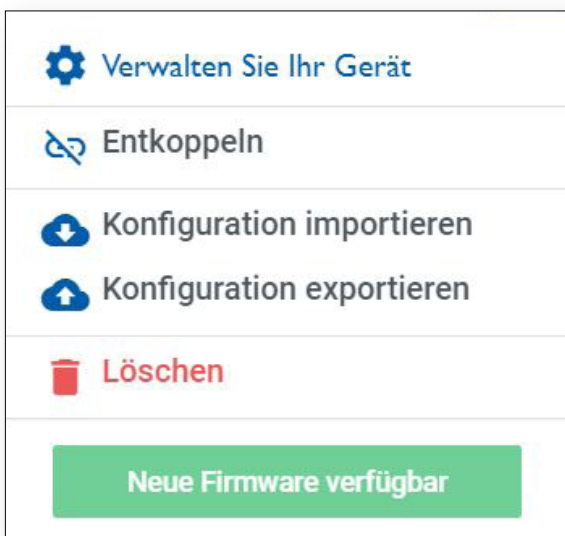 Verwalten Sie Ihr Gerät
Entkoppeln
Konfiguration importieren
Konfiguration exportieren
Löschen
Neue Firmware verfügbar